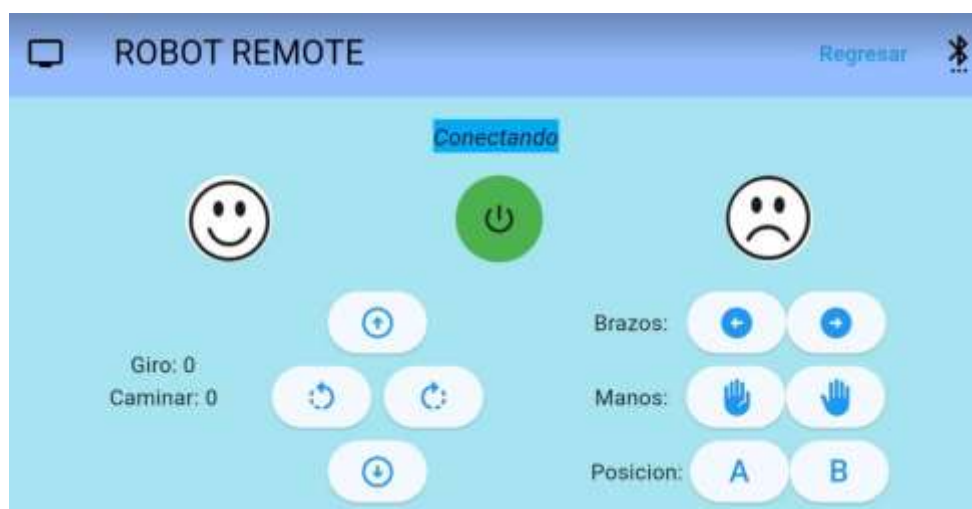 ROBOT REMOTE
Regresar
Conectando
Brazos:
Giro: 0
Caminar: 0
Manos:
Posicion:
A
B